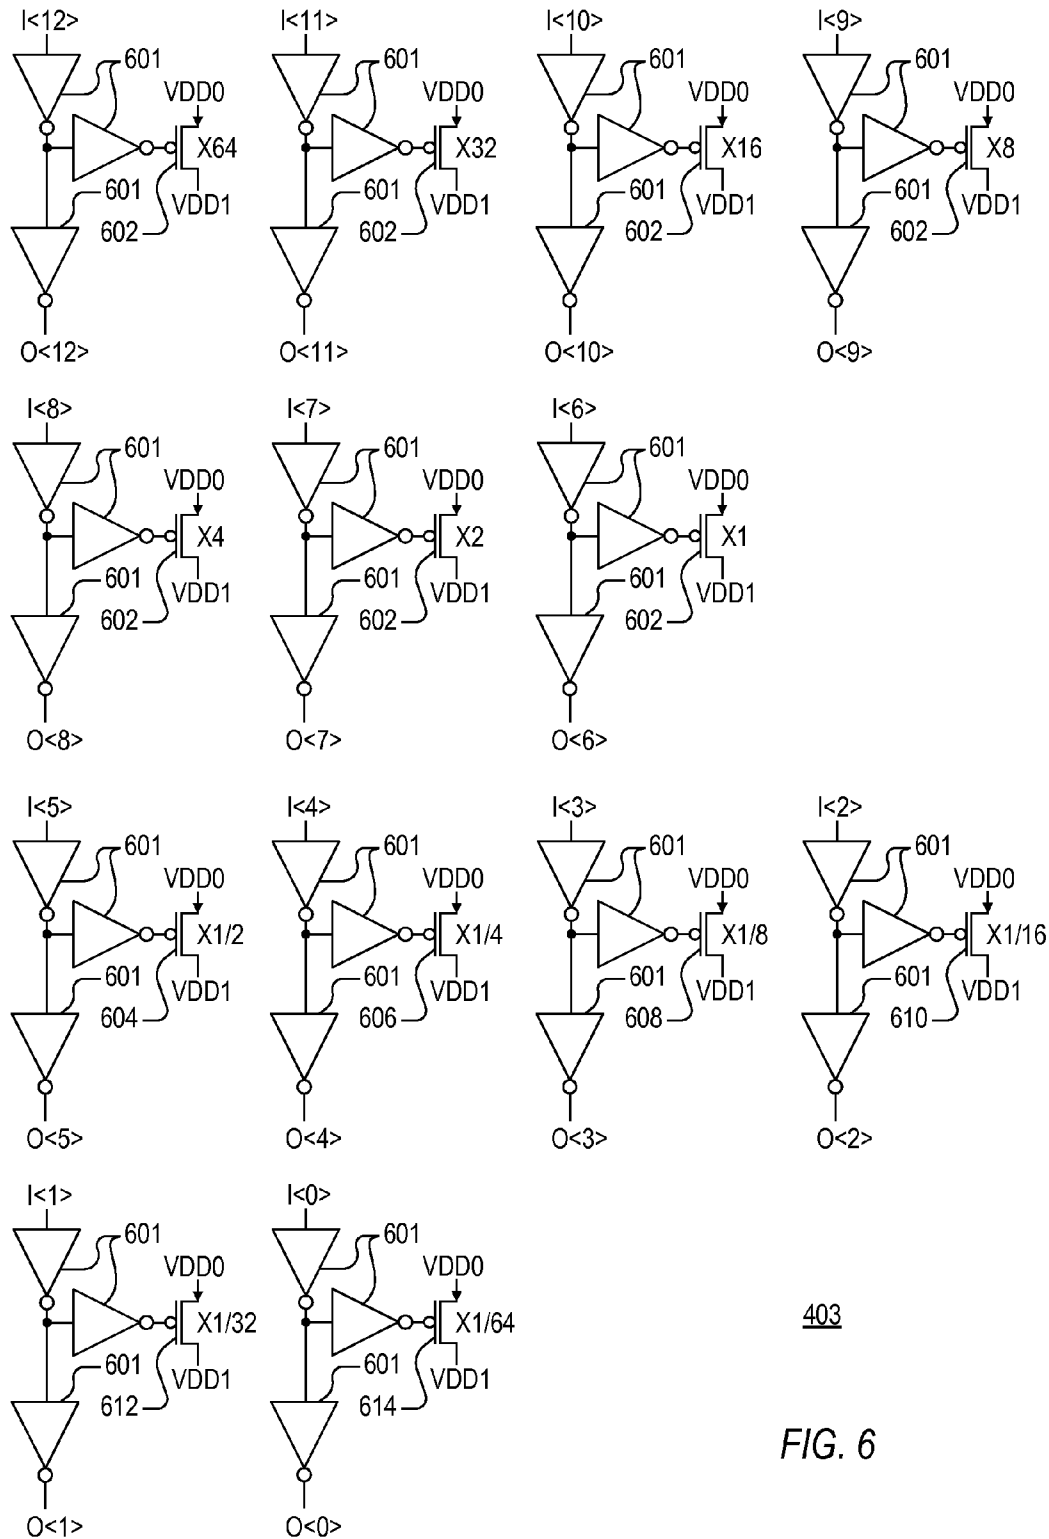 I<12> I<11> I<10> I<9>
601 601 601 601
VDD0 VDD0 VDD0 VDD0
X64 X32 X16 X8
601 601 601 601
VDD1 VDD1 VDD1 VDD1
602 602 602 602
O<12> O<11> O<10> O<9>
I<8> I<7> I<6>
601 601 601
VDD0 VDD0 VDD0
X4 X2 X1
601 601 601
VDD1 VDD1 VDD1
602 602 602
O<8> O<7> O<6>
I<5> I<4> I<3> I<2>
601 601 601 601
VDD0 VDD0 VDD0 VDD0
X1/2 X1/4 X1/8 X1/16
601 601 601 601
VDD1 VDD1 VDD1 VDD1
604 606 608 610
O<5> O<4> O<3> O<2>
I<1> I<0>
601 601
VDD0 VDD0
X1/32 X1/64
403
601 601
VDD1 VDD1
612 614
FIG. 6
O<1> O<0>